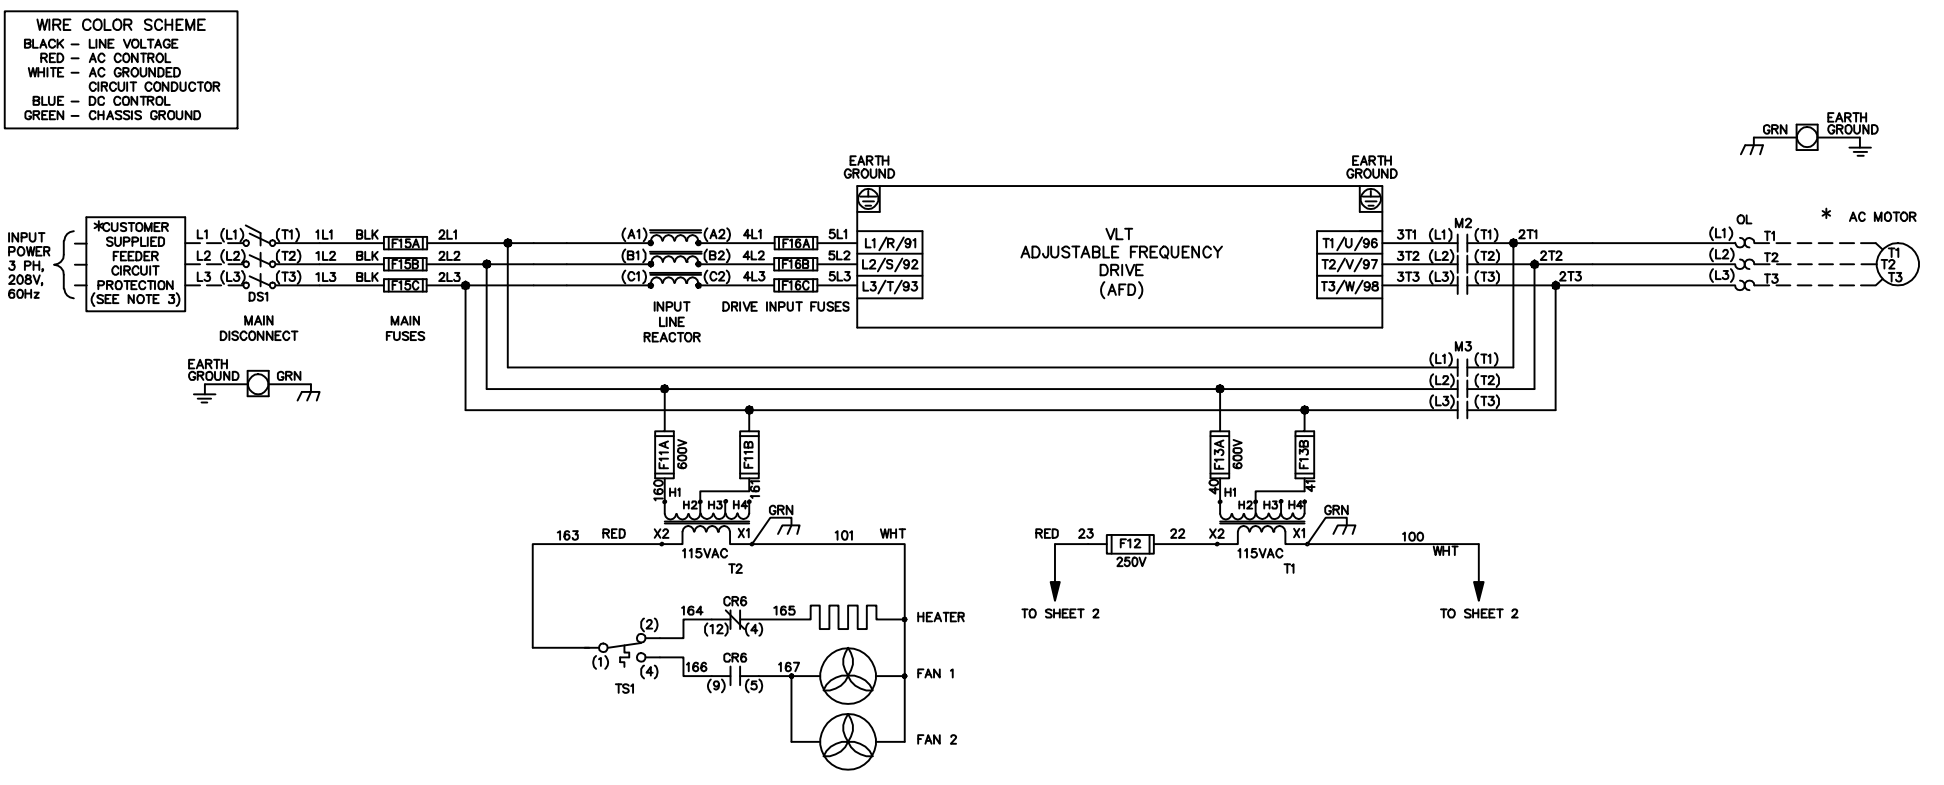 WIRE COLOR SCHEME
BLACK – LINE VOLTAGE
RED – AC CONTROL
WHITE – AC GROUNDED
CIRCUIT CONDUCTOR
BLUE – DC CONTROL
GREEN – CHASSIS GROUND
GRN
EARTH
GROUND
EARTH
GROUND
EARTH
GROUND
INPUT
POWER
3 PH,
208V,
60Hz
*CUSTOMER
SUPPLIED
FEEDER
CIRCUIT
PROTECTION
(SEE NOTE 3)
L1 (L1) (T1) 1L1 BLK F15A 2L1
L2 (L2) (T2) 1L2 BLK F15B 2L2
L3 (L3) (T3) 1L3 BLK F15C 2L3
DS1
MAIN
DISCONNECT
MAIN
FUSES
(A1) (A2) 4L1 F16A 5L1
(B1) (B2) 4L2 F16B 5L2
(C1) (C2) 4L3 F16C 5L3
INPUT
LINE
REACTOR
DRIVE INPUT FUSES
L1/R/91
L2/S/92
L3/T/93
VLT
ADJUSTABLE FREQUENCY
DRIVE
(AFD)
T1/U/96
T2/V/97
T3/W/98
M2
3T1 (L1) (T1) 2T1
3T2 (L2) (T2) 2T2
3T3 (L3) (T3) 2T3
OL
(L1) T1
(L2) T2
(L3) T3
* AC MOTOR
T1
T2
T3
EARTH
GROUND
GRN
M3
(L1) (T1)
(L2) (T2)
(L3) (T3)
F11A
600V
F11B
160
161
H1
H2 H3 H4
GRN
163 RED X2 X1 101 WHT
115VAC
T2
F13A
600V
F13B
40
41
H1
H2 H3 H4
GRN
RED 23 F12 22 X2 X1 100
WHT
250V
115VAC
T1
TO SHEET 2
TO SHEET 2
CR6
164 165
(12) (4)
HEATER
(2)
(1)
(4)
TS1
CR6
166 167
(9) (5)
FAN 1
FAN 2